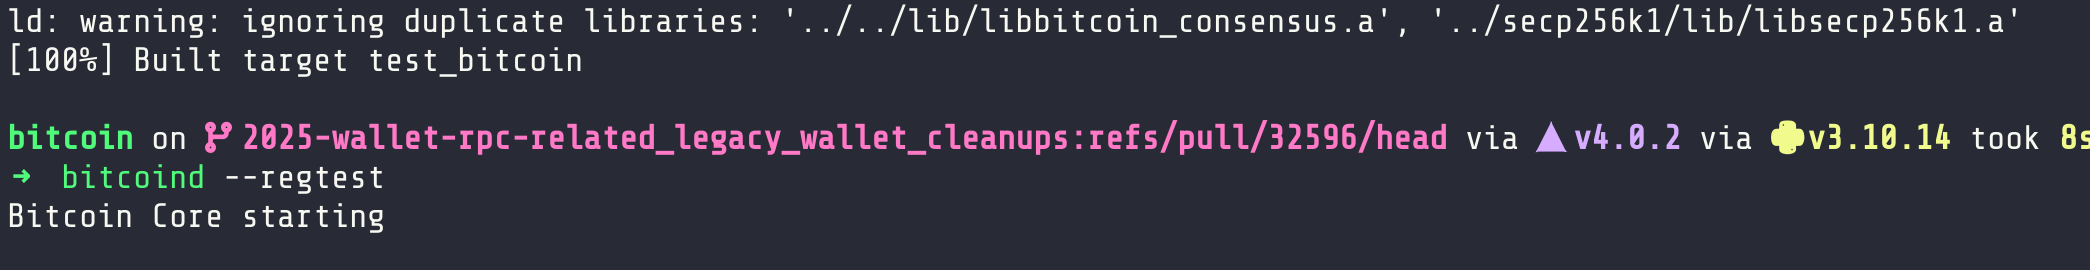 ld: warning: ignoring duplicate libraries: '../../lib/libbitcoin_consensus.a', '../secp256k1/lib/libsecp256k1.a'
[100%] Built target test_bitcoin
bitcoin on 2025-wallet-rpc-related_legacy_wallet_cleanups:refs/pull/32596/head via v4.0.2 via v3.10.14 took 8s
→ bitcoind --regtest
Bitcoin Core starting